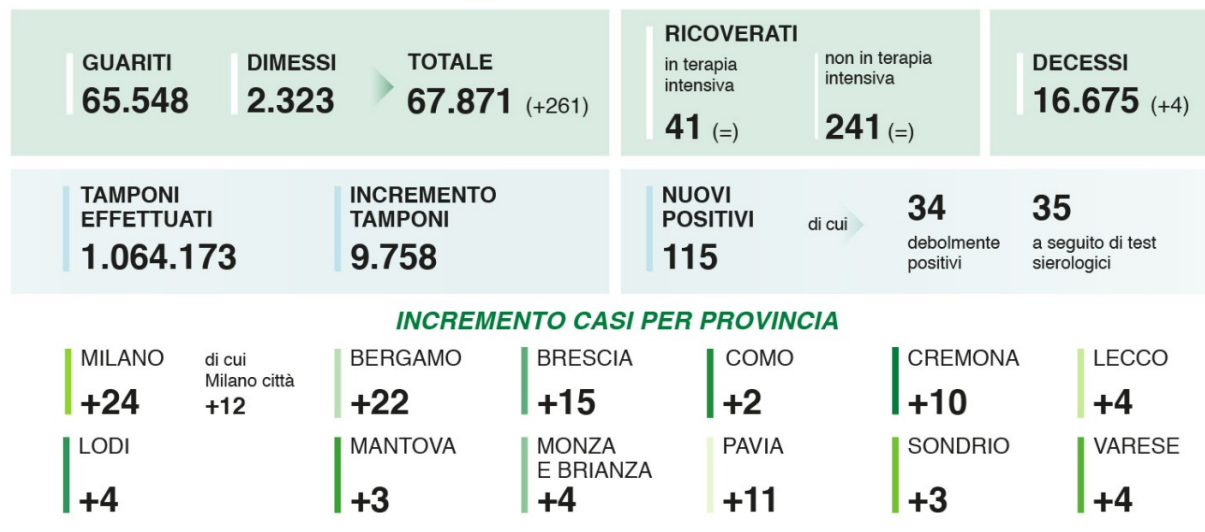 GUARITI
65.548
DIMESSI
2.323
TOTALE
67.871 (+261)
RICOVERATI
in terapia
intensiva
41 (=)
non in terapia
intensiva
241 (=)
DECESSI
16.675 (+4)
TAMPONI
EFFETTUATI
1.064.173
INCREMENTO
TAMPONI
9.758
NUOVI
POSITIVI
115
di cui
34
debolmente
positivi
35
a seguito di test
sierologici
INCREMENTO CASI PER PROVINCIA
MILANO
+24
di cui
Milano città
+12
BERGAMO
+22
BRESCIA
+15
COMO
+2
CREMONA
+10
LECCO
+4
LODI
+4
MANTOVA
+3
MONZA
E BRIANZA
+4
PAVIA
+11
SONDRIO
+3
VARESE
+4